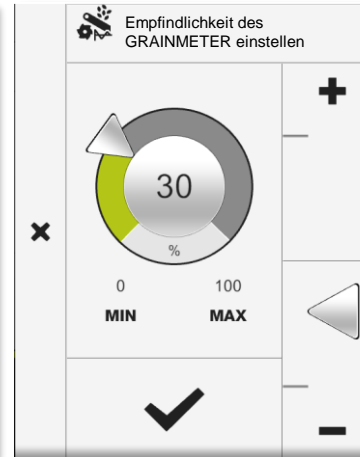 Empfindlichkeit des
GRAINMETER einstellen
30
%
0 100
MIN MAX